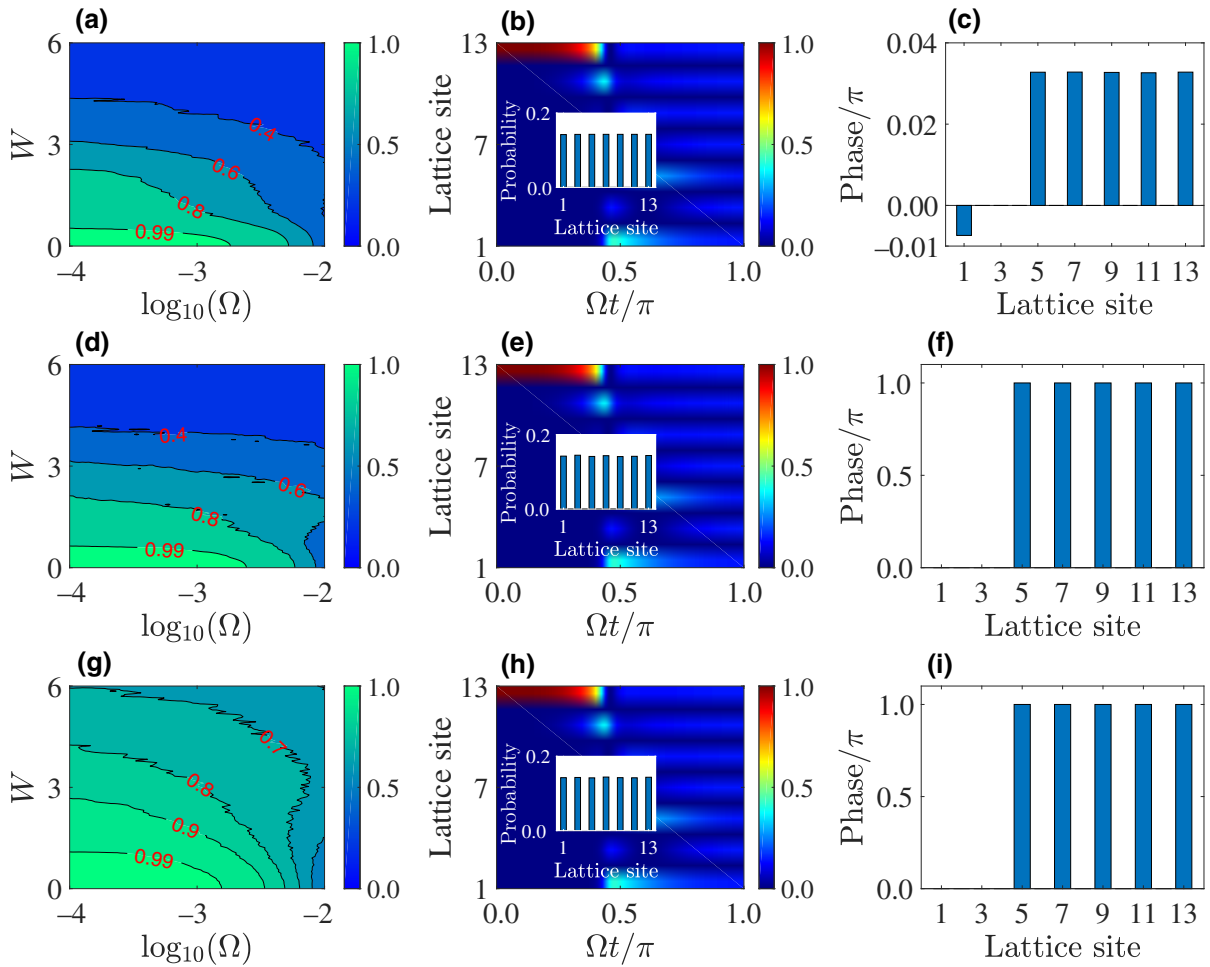 (a)
6
3
0
W
0.4
0.6
0.8
0.99
−4
−3
−2
log10(Ω)
1.0
0.5
0.0
(b)
13
7
1
Lattice site
0.2
0.0
Probability
1
13
Lattice site
0.0
0.5
1.0
Ωt/π
1.0
0.5
0.0
(c)
0.04
0.02
0.00
−0.01
Phase/π
1 3 5 7 9 11 13
Lattice site
(d)
6
3
0
W
0.4
0.6
0.8
0.99
−4
−3
−2
log10(Ω)
1.0
0.5
0.0
(e)
13
7
1
Lattice site
0.2
0.0
Probability
1
13
Lattice site
0.0
0.5
1.0
Ωt/π
1.0
0.5
0.0
(f)
1.0
0.5
0.0
Phase/π
1 3 5 7 9 11 13
Lattice site
(g)
6
3
0
W
0.7
0.8
0.9
0.99
−4
−3
−2
log10(Ω)
1.0
0.5
0.0
(h)
13
7
1
Lattice site
0.2
0.0
Probability
1
13
Lattice site
0.0
0.5
1.0
Ωt/π
1.0
0.5
0.0
(i)
1.0
0.5
0.0
Phase/π
1 3 5 7 9 11 13
Lattice site